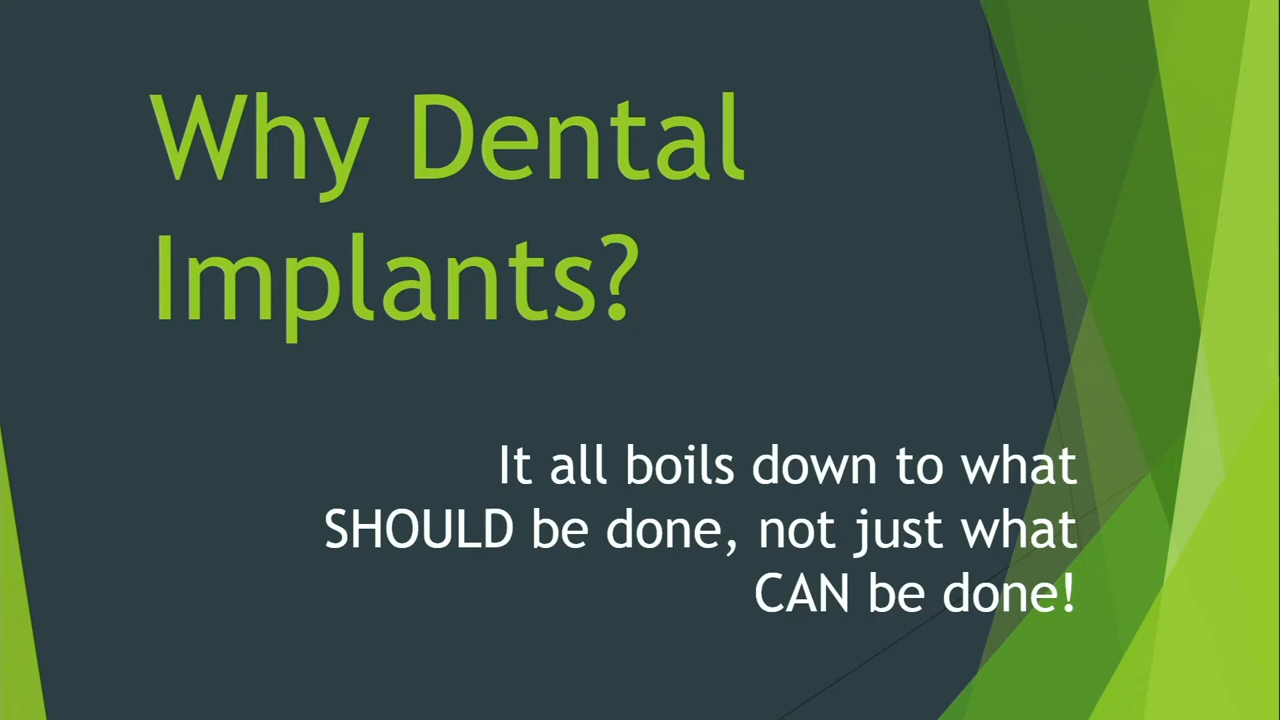 Why Dental
Implants?
It all boils down to what
SHOULD be done, not just what
CAN be done!